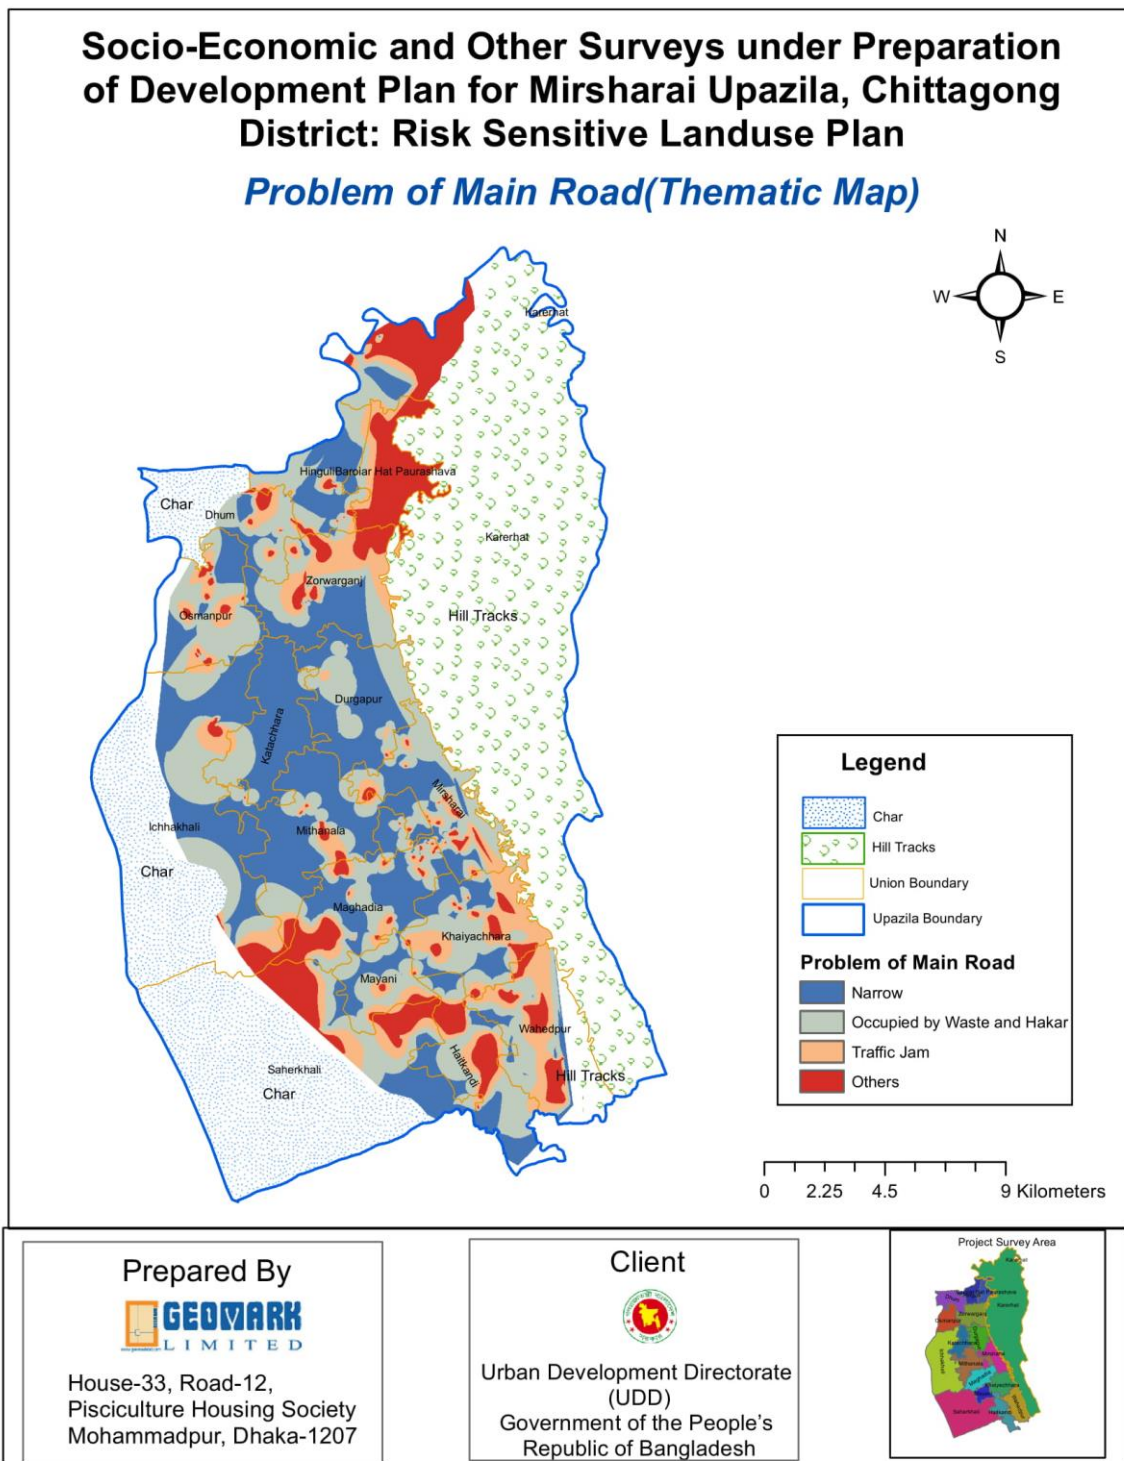 Socio-Economic and Other Surveys under Preparation
of Development Plan for Mirsharai Upazila, Chittagong
District: Risk Sensitive Landuse Plan
Problem of Main Road(Thematic Map)
N
W
E
S
Karerhat
Hinguli
Baroiar Hat Paurashava
Char
Dhum
Karerhat
Zorwarganj
Osmanpur
Hill Tracks
Durgapur
Katachhara
Mirsharai
Ichhakhali
Mithanala
Char
Maghadia
Khaiyachhara
Mayani
Wahedpur
Haitkandi
Saherkhali
Char
Hill Tracks
Legend
Char
Hill Tracks
Union Boundary
Upazila Boundary
Problem of Main Road
Narrow
Occupied by Waste and Hakar
Traffic Jam
Others
0 2.25 4.5 9 Kilometers
Prepared By
GEOMARK
LIMITED
House-33, Road-12,
Pisciculture Housing Society
Mohammadpur, Dhaka-1207
Client
Urban Development Directorate
(UDD)
Government of the People's
Republic of Bangladesh
Project Survey Area
Karerhat
Karerhat